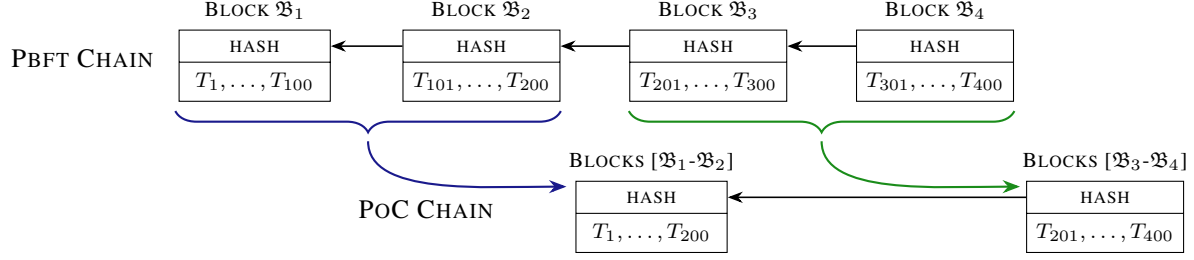 BLOCK 𝔅₁ BLOCK 𝔅₂ BLOCK 𝔅₃ BLOCK 𝔅₄
PBFT CHAIN
HASH HASH HASH HASH
T₁, . . . , T₁₀₀ T₁₀₁, . . . , T₂₀₀ T₂₀₁, . . . , T₃₀₀ T₃₀₁, . . . , T₄₀₀
BLOCKS [𝔅₁-𝔅₂] BLOCKS [𝔅₃-𝔅₄]
HASH HASH
POC CHAIN
T₁, . . . , T₂₀₀ T₂₀₁, . . . , T₄₀₀